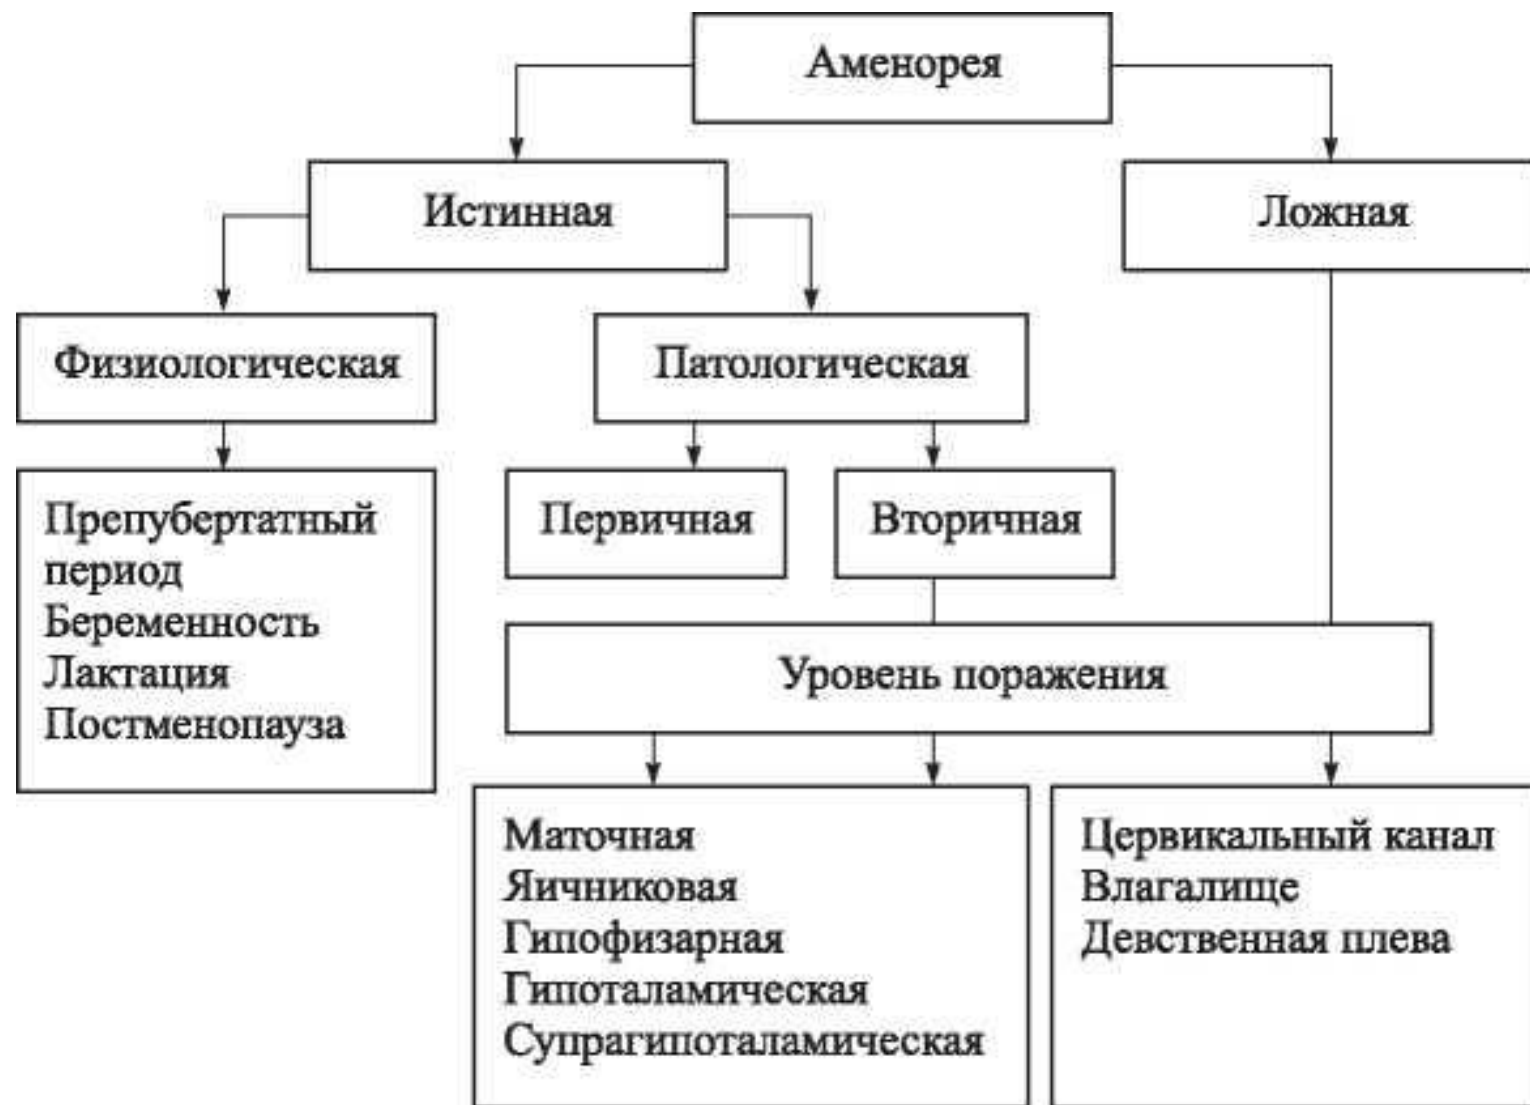 Аменорея
Истинная
Ложная
Физиологическая
Патологическая
Препубертатный
период
Беременность
Лактация
Постменопауза
Первичная
Вторичная
Уровень поражения
Маточная
Яичниковая
Гипофизарная
Гипоталамическая
Супрагипоталамическая
Цервикальный канал
Влагалище
Девственная плева